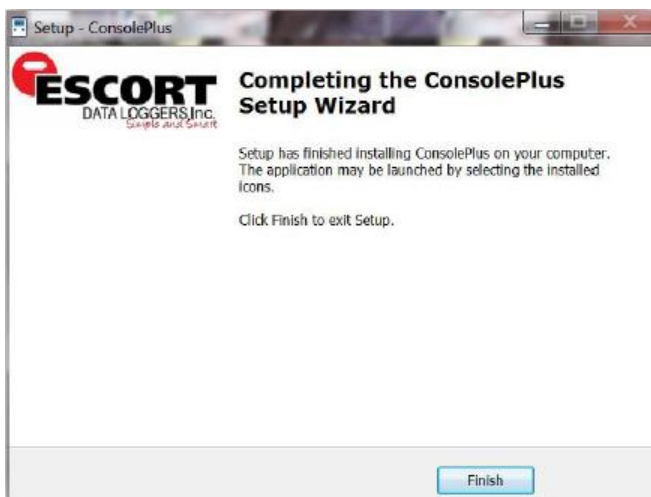 Setup - ConsolePlus
ESCORT
DATA LOGGERS,Inc.
Simple and Smart
Completing the ConsolePlus
Setup Wizard
Setup has finished installing ConsolePlus on your computer.
The application may be launched by selecting the installed
icons.
Click Finish to exit Setup.
Finish